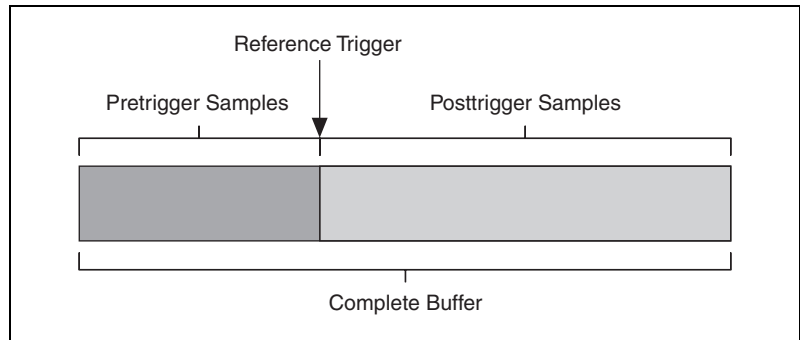 Reference Trigger
Pretrigger Samples
Posttrigger Samples
Complete Buffer